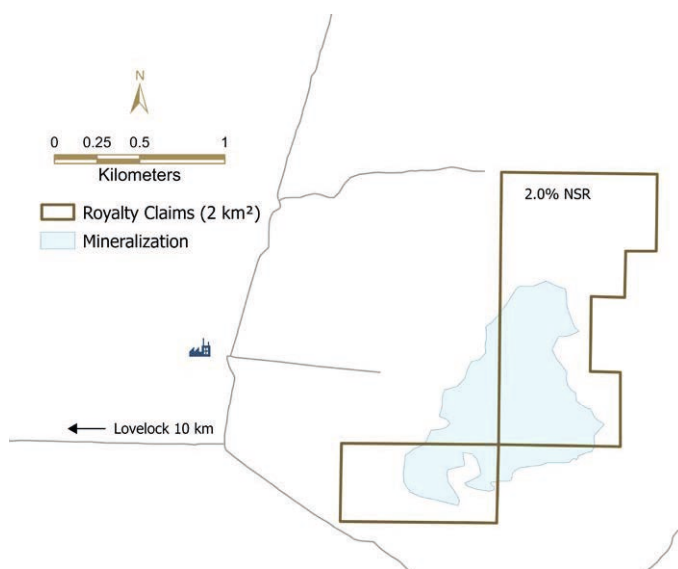 N
0 0.25 0.5 1
Kilometers
Royalty Claims (2 km²)
Mineralization
2.0% NSR
Lovelock 10 km